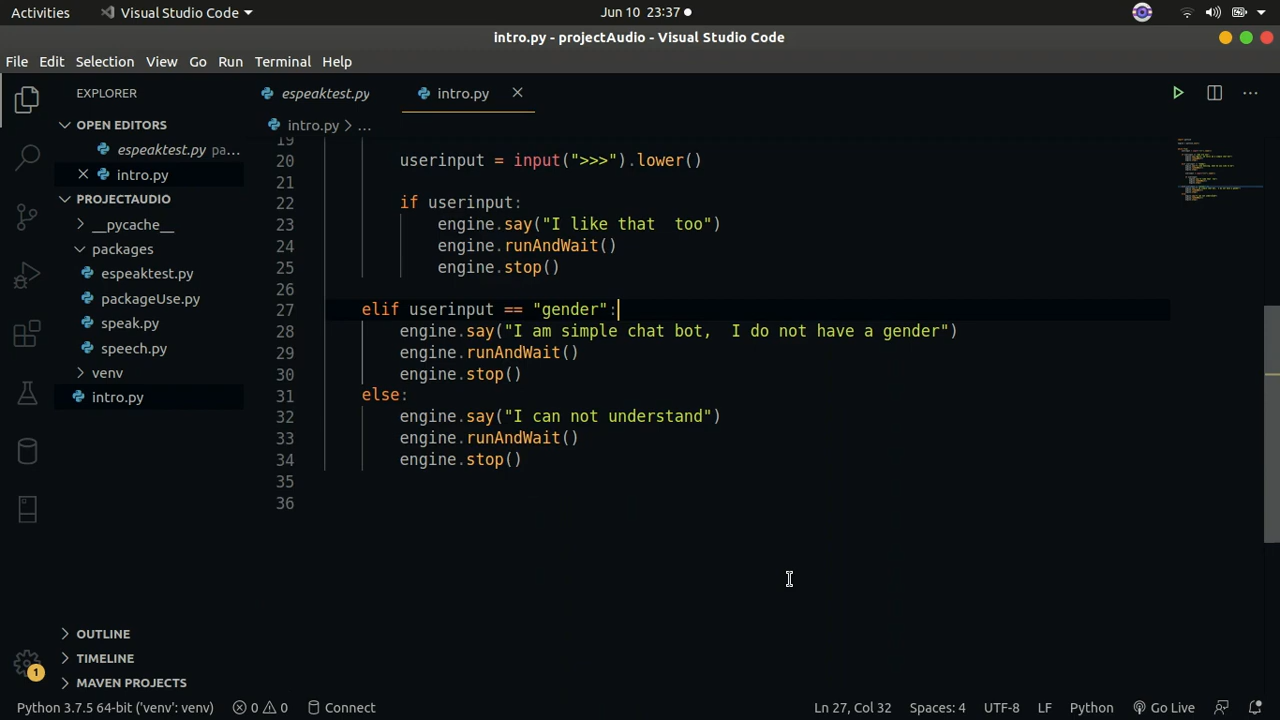 Activities
Visual Studio Code
Jun 10 23:37
intro.py - projectAudio - Visual Studio Code
File Edit Selection View Go Run Terminal Help
EXPLORER
OPEN EDITORS
espeaktest.py pa...
intro.py
PROJECTAUDIO
__pycache__
packages
espeaktest.py
packageUse.py
speak.py
speech.py
venv
intro.py
OUTLINE
TIMELINE
MAVEN PROJECTS
espeaktest.py intro.py
intro.py > ...
19
20 userinput = input(">>>").lower()
21
22 if userinput:
23 engine.say("I like that  too")
24 engine.runAndWait()
25 engine.stop()
26
27 elif userinput == "gender":
28 engine.say("I am simple chat bot,  I do not have a gender")
29 engine.runAndWait()
30 engine.stop()
31 else:
32 engine.say("I can not understand")
33 engine.runAndWait()
34 engine.stop()
35
36
1
Python 3.7.5 64-bit ('venv': venv) 0 0 Connect Ln 27, Col 32 Spaces: 4 UTF-8 LF Python Go Live